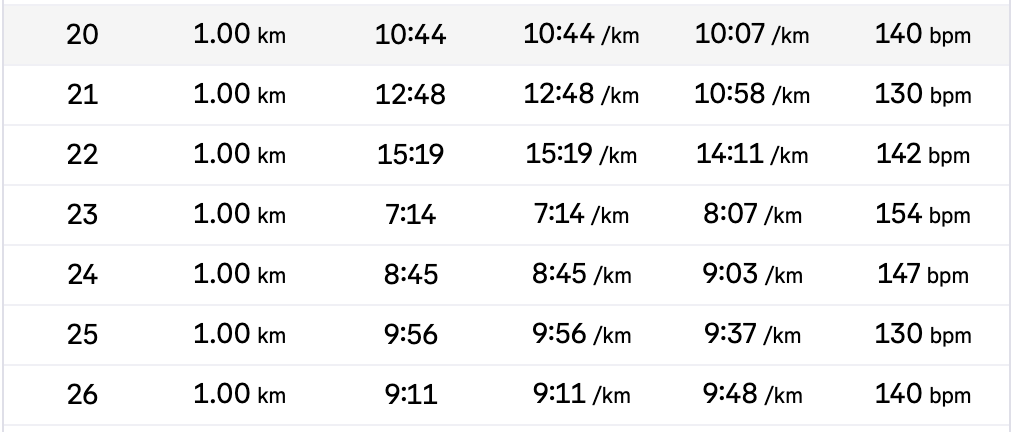 20 1.00 km 10:44 10:44 /km 10:07 /km 140 bpm
21 1.00 km 12:48 12:48 /km 10:58 /km 130 bpm
22 1.00 km 15:19 15:19 /km 14:11 /km 142 bpm
23 1.00 km 7:14 7:14 /km 8:07 /km 154 bpm
24 1.00 km 8:45 8:45 /km 9:03 /km 147 bpm
25 1.00 km 9:56 9:56 /km 9:37 /km 130 bpm
26 1.00 km 9:11 9:11 /km 9:48 /km 140 bpm